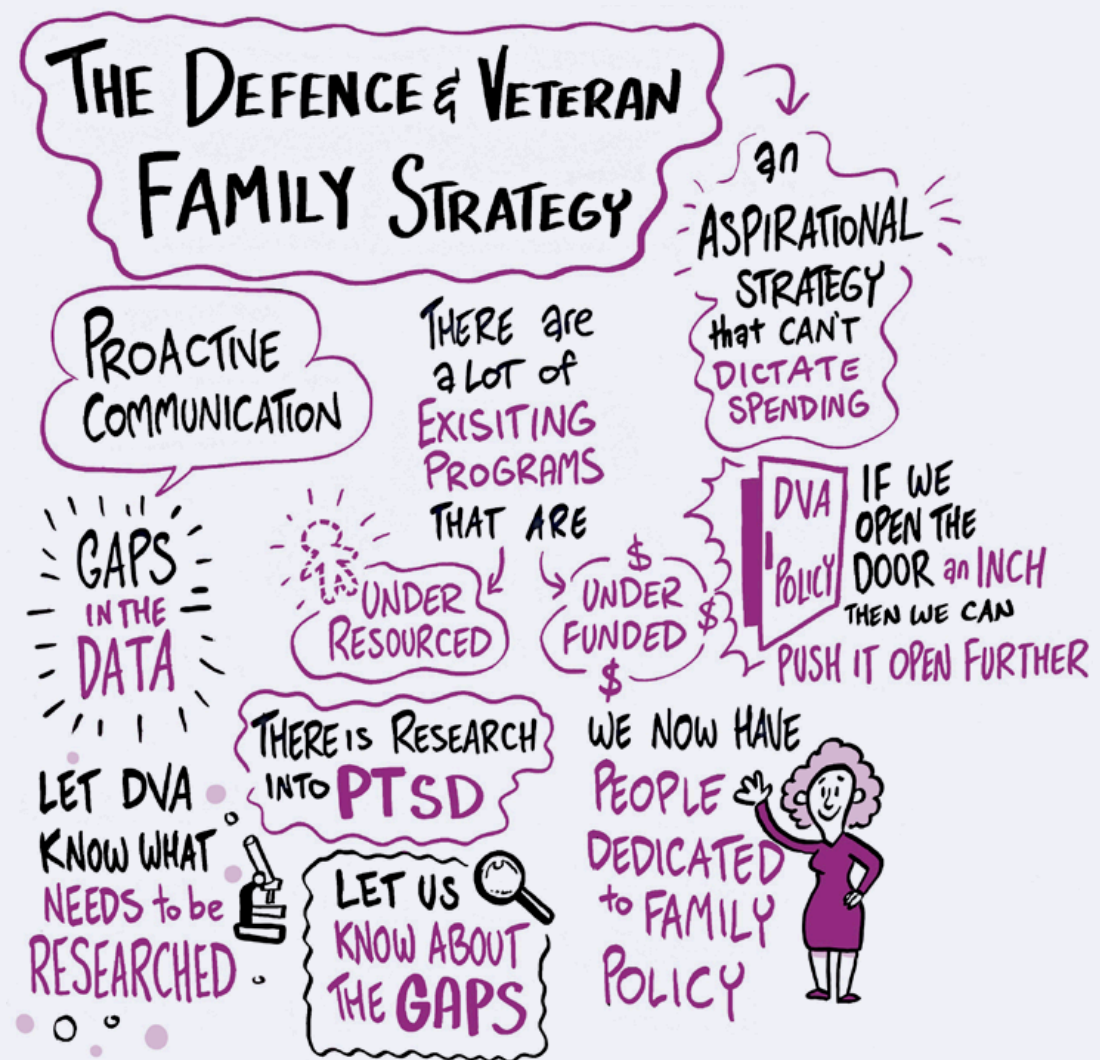 THE DEFENCE & VETERAN
FAMILY STRATEGY
an
ASPIRATIONAL
STRATEGY
that CAN'T
DICTATE
SPENDING
PROACTIVE
COMMUNICATION
THERE are
a LOT of
EXISITING
PROGRAMS
THAT ARE
UNDER
RESOURCED
$
UNDER
FUNDED
$
$
DVA
POLICY
IF WE
OPEN THE
DOOR an INCH
THEN WE CAN
PUSH IT OPEN FURTHER
GAPS
IN THE
DATA
LET DVA
KNOW WHAT
NEEDS to be
RESEARCHED
THERE IS RESEARCH
INTO PTSD
LET US
KNOW ABOUT
THE GAPS
WE NOW HAVE
PEOPLE
DEDICATED
to FAMILY
POLICY